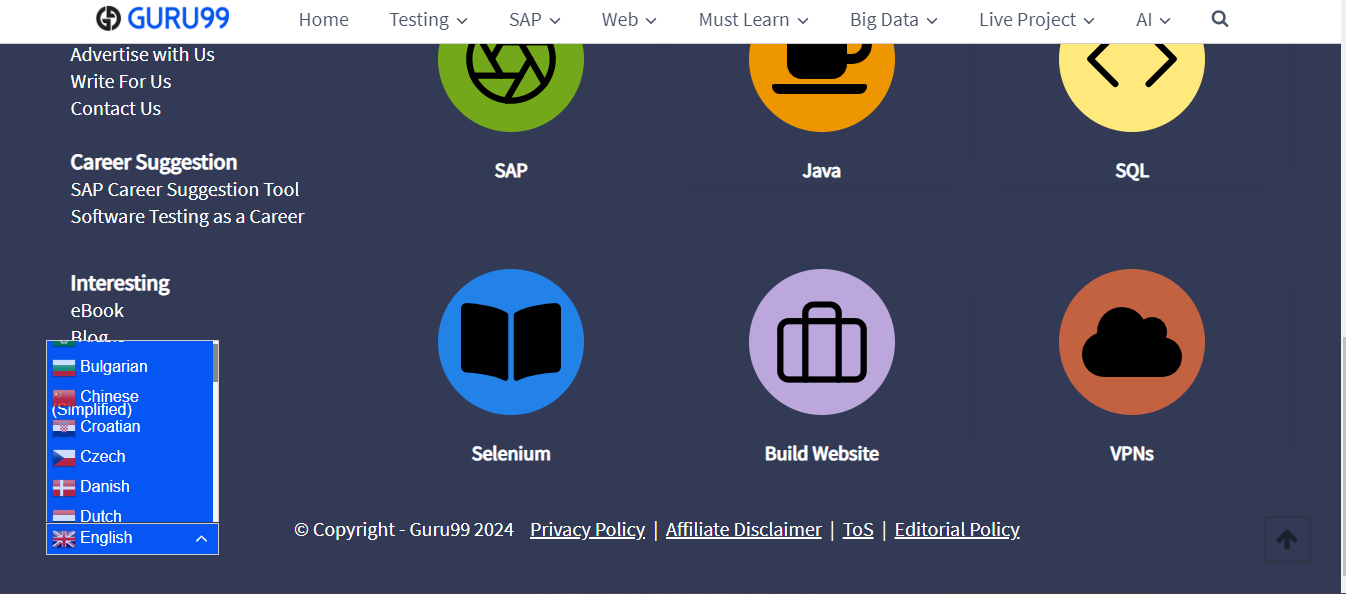 GURU99
Home
Testing
SAP
Web
Must Learn
Big Data
Live Project
AI
Advertise with Us
Write For Us
Contact Us
Career Suggestion
SAP Career Suggestion Tool
Software Testing as a Career
Interesting
eBook
Blog
Bulgarian
Chinese
(Simplified)
Croatian
Czech
Danish
Dutch
English
SAP
Java
SQL
Selenium
Build Website
VPNs
© Copyright - Guru99 2024 Privacy Policy | Affiliate Disclaimer | ToS | Editorial Policy